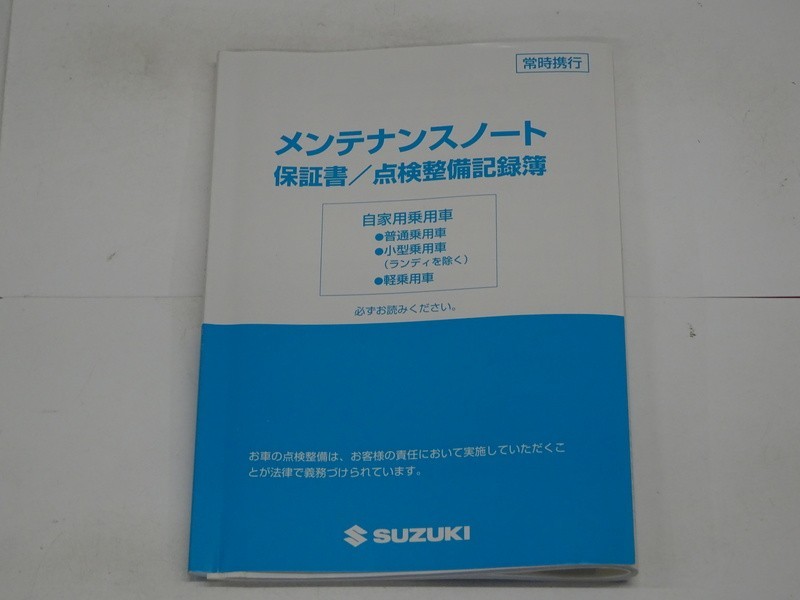 常時携行
メンテナンスノート
保証書／点検整備記録簿
自家用乗用車
●普通乗用車
●小型乗用車
（ランディを除く）
●軽乗用車
必ずお読みください。
お車の点検整備は、お客様の責任において実施していただくこ
とが法律で義務づけられています。
SUZUKI